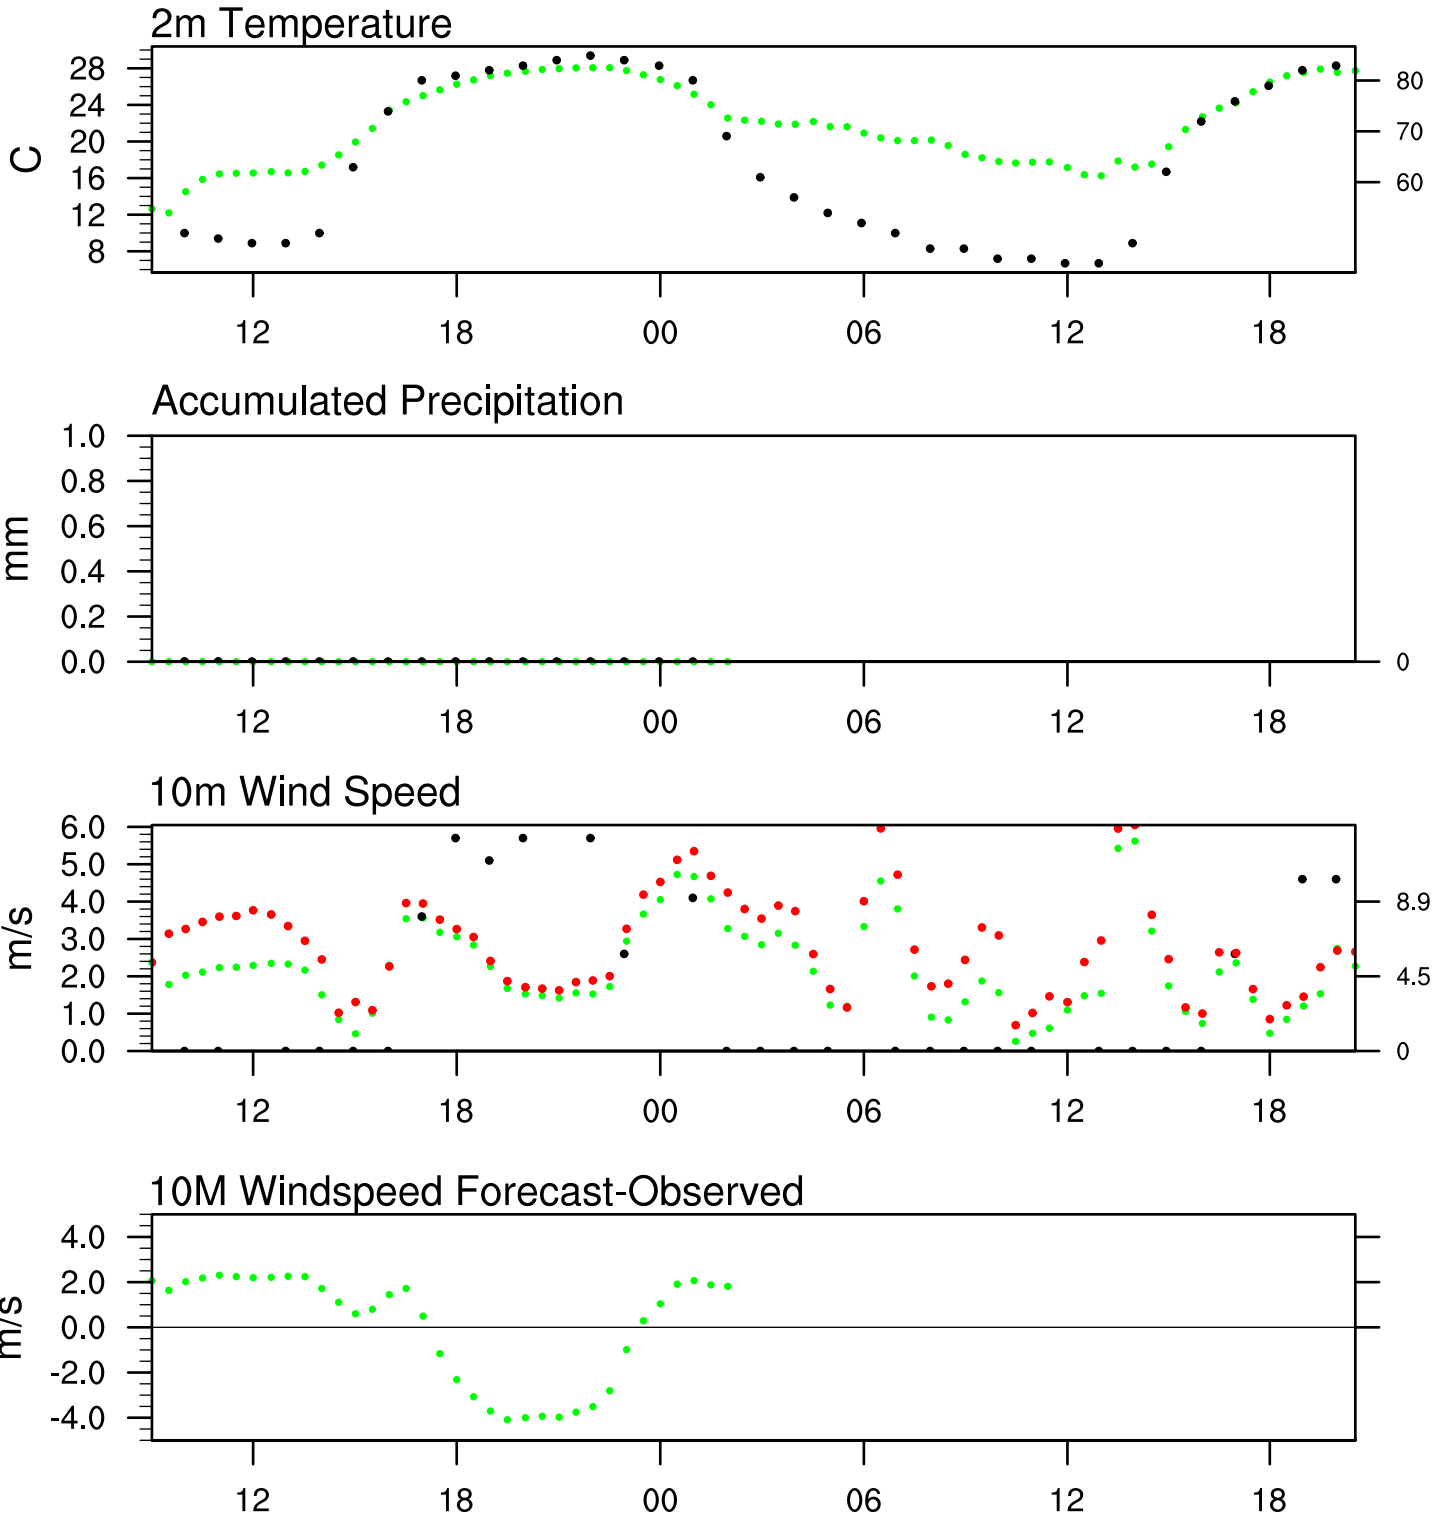 2m Temperature
28
24
20
16
12
8
C
80
70
60
12 18 00 06 12 18
Accumulated Precipitation
1.0
0.8
0.6
0.4
0.2
0.0
mm
0
12 18 00 06 12 18
10m Wind Speed
6.0
5.0
4.0
3.0
2.0
1.0
0.0
m/s
8.9
4.5
0
12 18 00 06 12 18
10M Windspeed Forecast-Observed
4.0
2.0
0.0
-2.0
-4.0
m/s
12 18 00 06 12 18